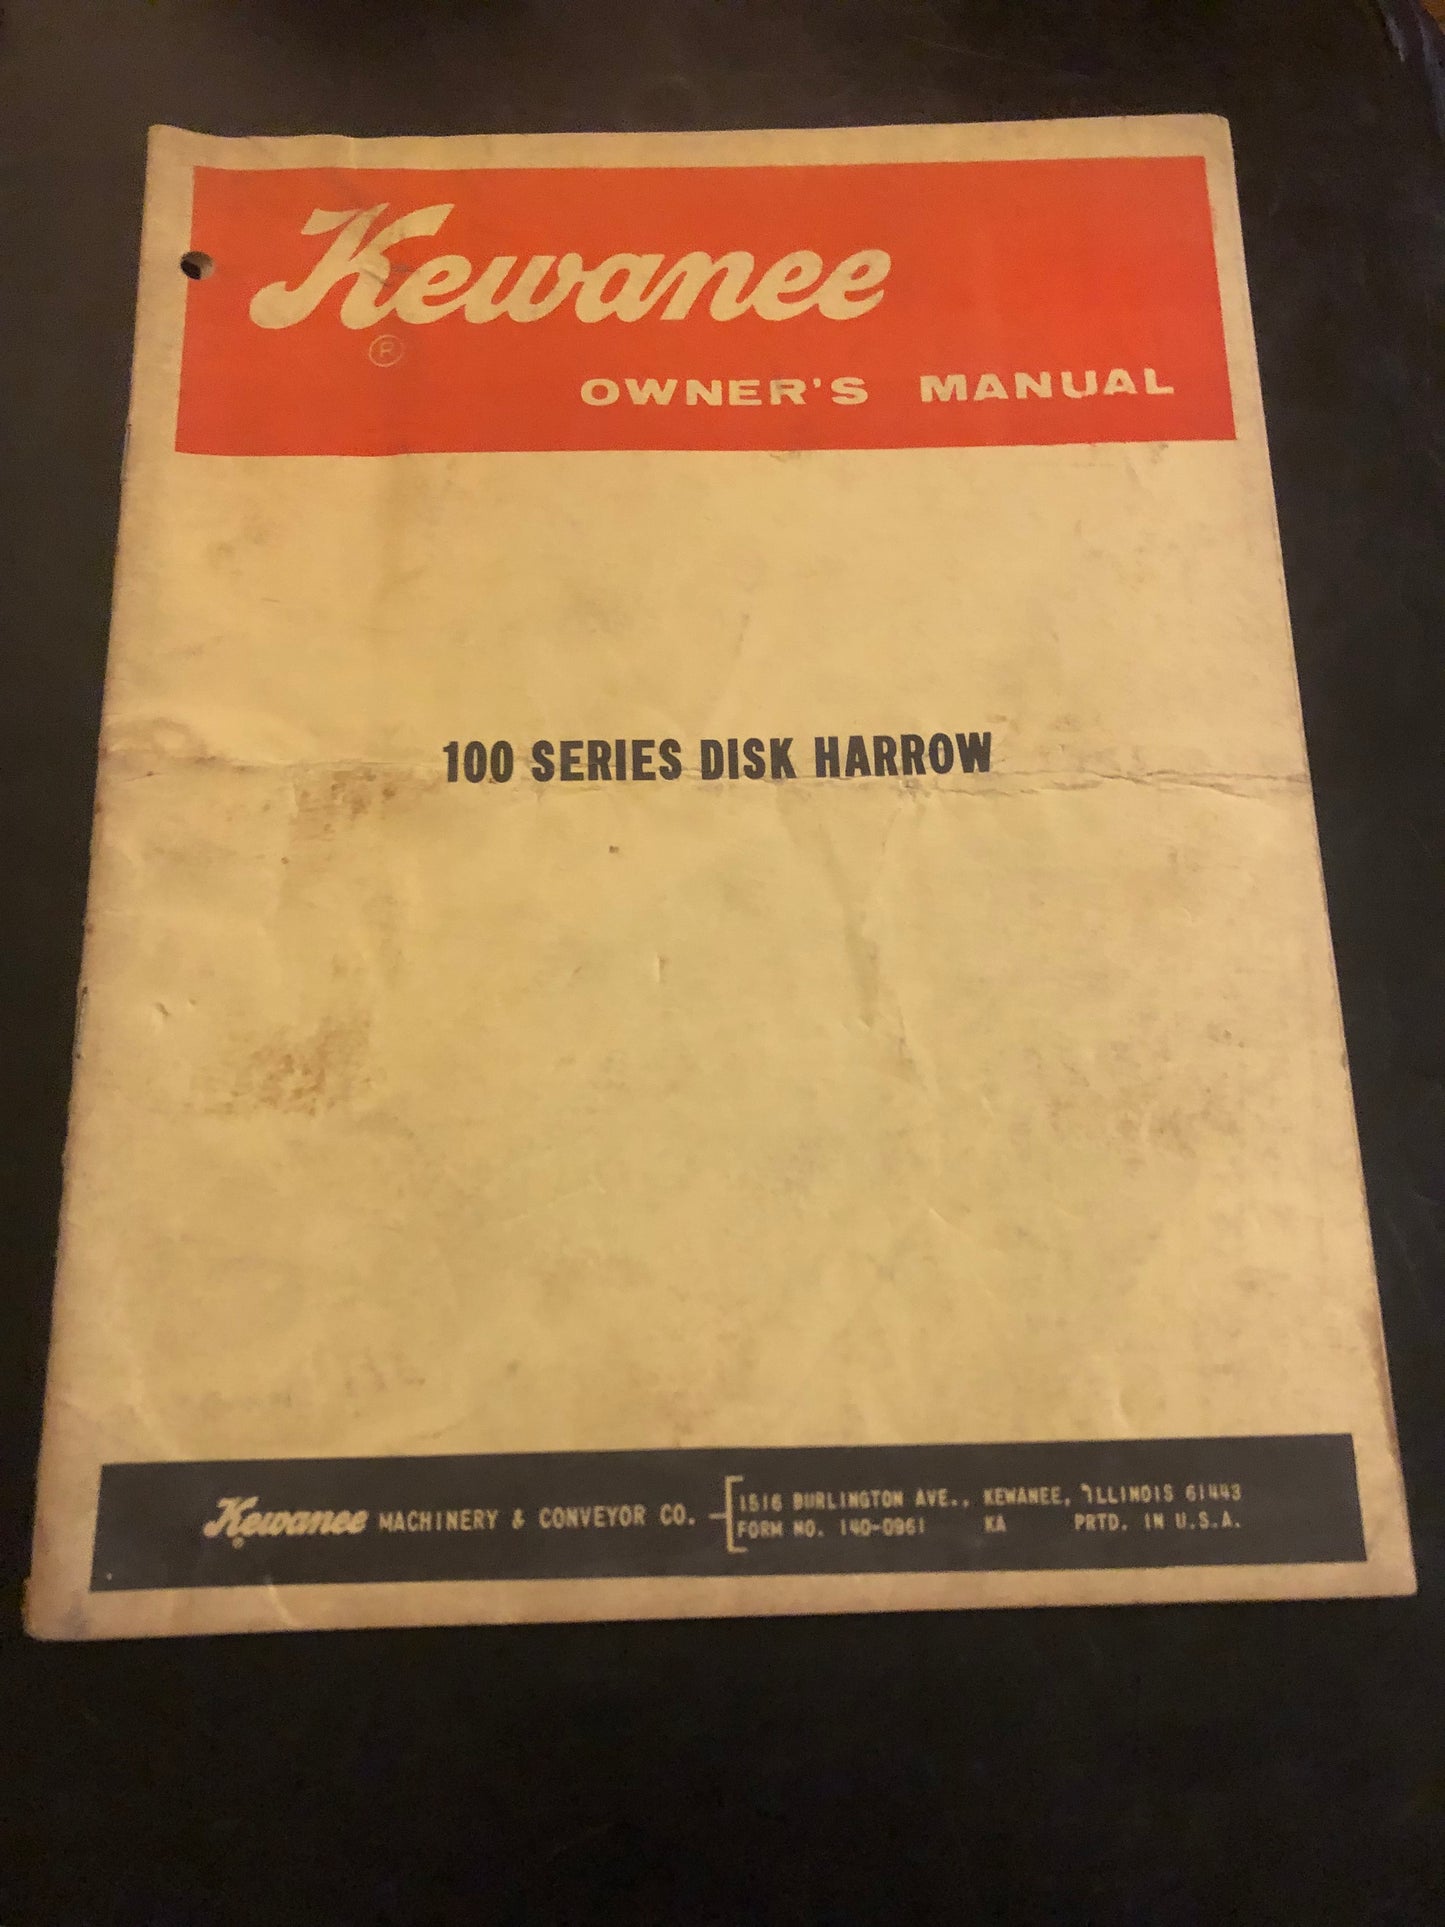 Kewanee
®
OWNER'S MANUAL
100 SERIES DISK HARROW
Kewanee MACHINERY & CONVEYOR CO.
1516 BURLINGTON AVE., KEWANEE, ILLINOIS 61443
FORM NO. 140-0961 KA PRTD. IN U.S.A.